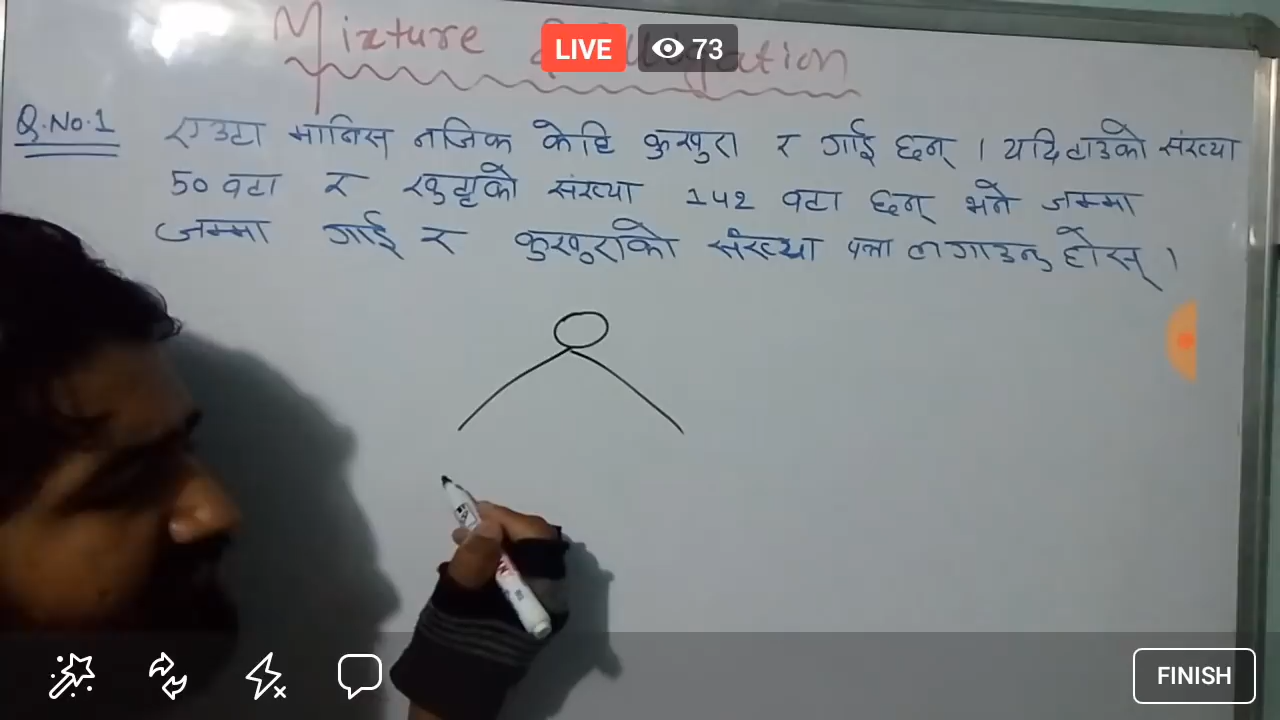 Mixture & Alligation
LIVE 73
Q.No.1 एउटा मानिस नजिक केहि कुखुरा र गाई छन् । यदि टाउको संख्या
50 वटा र खुट्टाको संख्या 142 वटा छन् भने जम्मा
जम्मा गाई र कुखुराको संख्या पत्ता लगाउनु होस् ।
FINISH